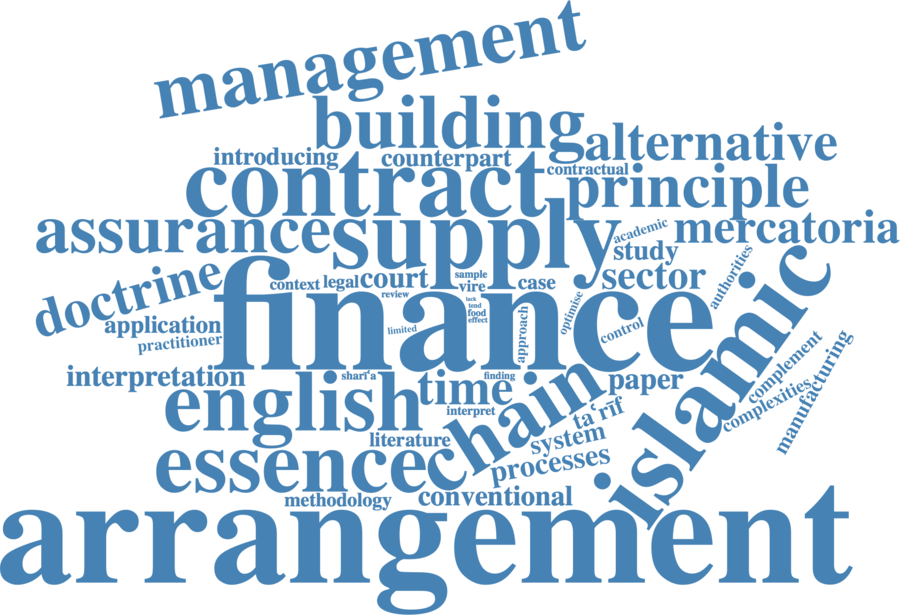 management
building
alternative
introducing
counterpart
contractual
contract
principle
assurance
supply
academic
mercatoria
study
doctrine
context
legal
court
sample
vire
case
sector
authorities
review
finance
lack
tend
food
effect
optimise
islamic
application
limited
approach
control
practitioner
interpretation
shari'a
finding
time
paper
complement
complexities
manufacturing
english
interpret
chain
ta'rīf
literature
system
essence
processes
methodology
conventional
arrangement